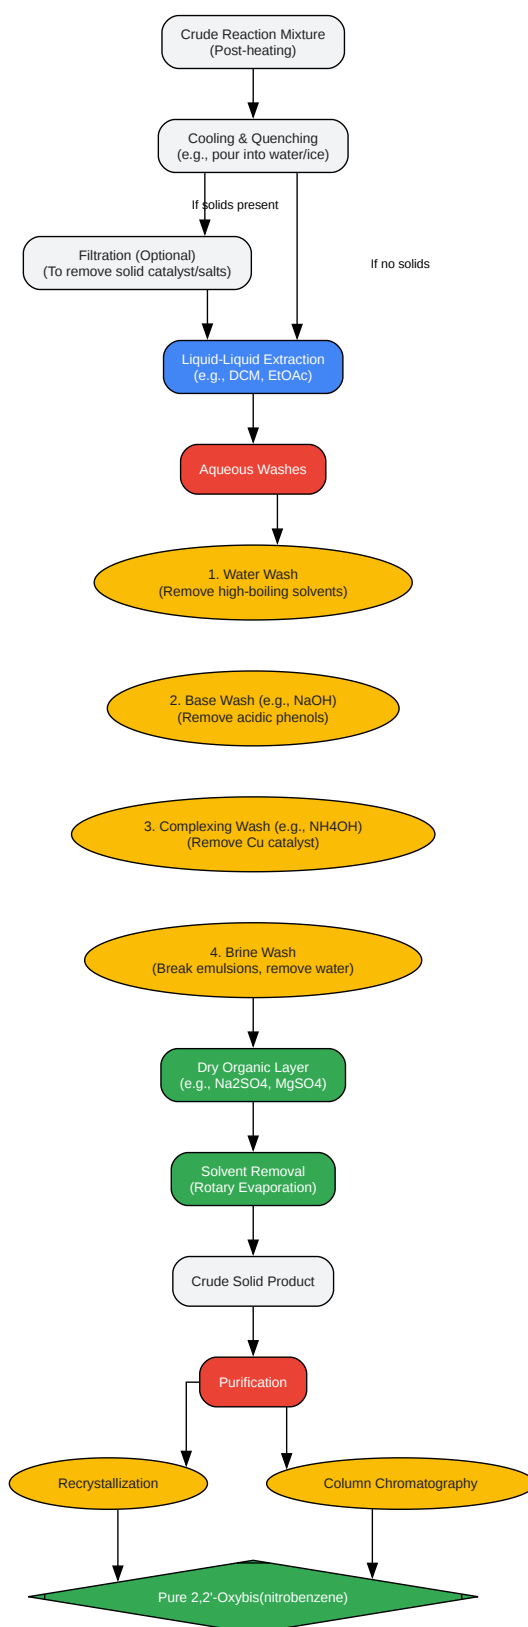 Crude Reaction Mixture
(Post-heating)
Cooling & Quenching
(e.g., pour into water/ice)
If solids present
Filtration (Optional)
(To remove solid catalyst/salts)
If no solids
Liquid-Liquid Extraction
(e.g., DCM, EtOAc)
Aqueous Washes
1. Water Wash
(Remove high-boiling solvents)
2. Base Wash (e.g., NaOH)
(Remove acidic phenols)
3. Complexing Wash (e.g., NH4OH)
(Remove Cu catalyst)
4. Brine Wash
(Break emulsions, remove water)
Dry Organic Layer
(e.g., Na2SO4, MgSO4)
Solvent Removal
(Rotary Evaporation)
Crude Solid Product
Purification
Recrystallization
Column Chromatography
Pure 2,2'-Oxybis(nitrobenzene)